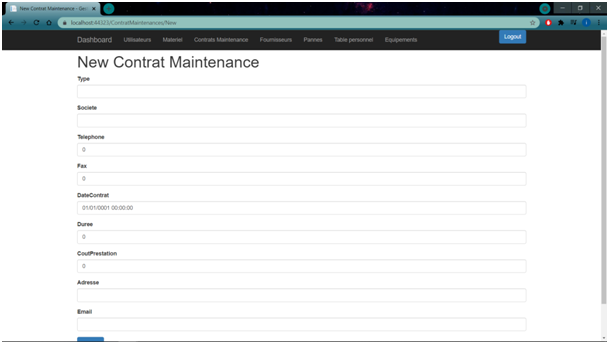 New Contrat Maintenance - Ges
localhost:44323/ContratMaintenances/New
Dashboard Utilisateurs Materiel Contrats Maintenance Fournisseurs Pannes Table personnel Equipements Logout
New Contrat Maintenance
Type
Societe
Telephone
0
Fax
0
DateContrat
01/01/0001 00:00:00
Duree
0
CoutPrestation
0
Adresse
Email